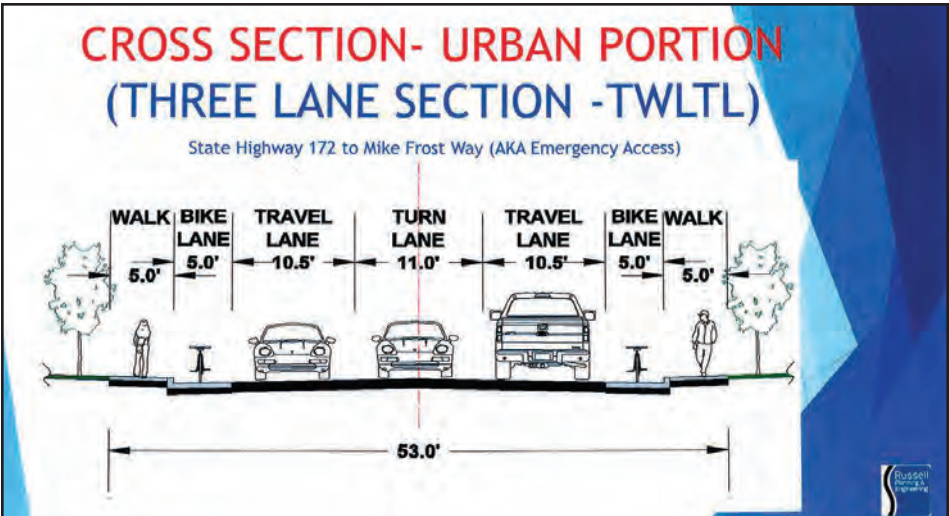 CROSS SECTION- URBAN PORTION
(THREE LANE SECTION -TWLTL)
State Highway 172 to Mike Frost Way (AKA Emergency Access)
WALK BIKE LANE TRAVEL LANE TURN LANE TRAVEL LANE BIKE LANE WALK
5.0' 5.0' 10.5' 11.0' 10.5' 5.0' 5.0'
53.0'
Russell
Planning &
Engineering